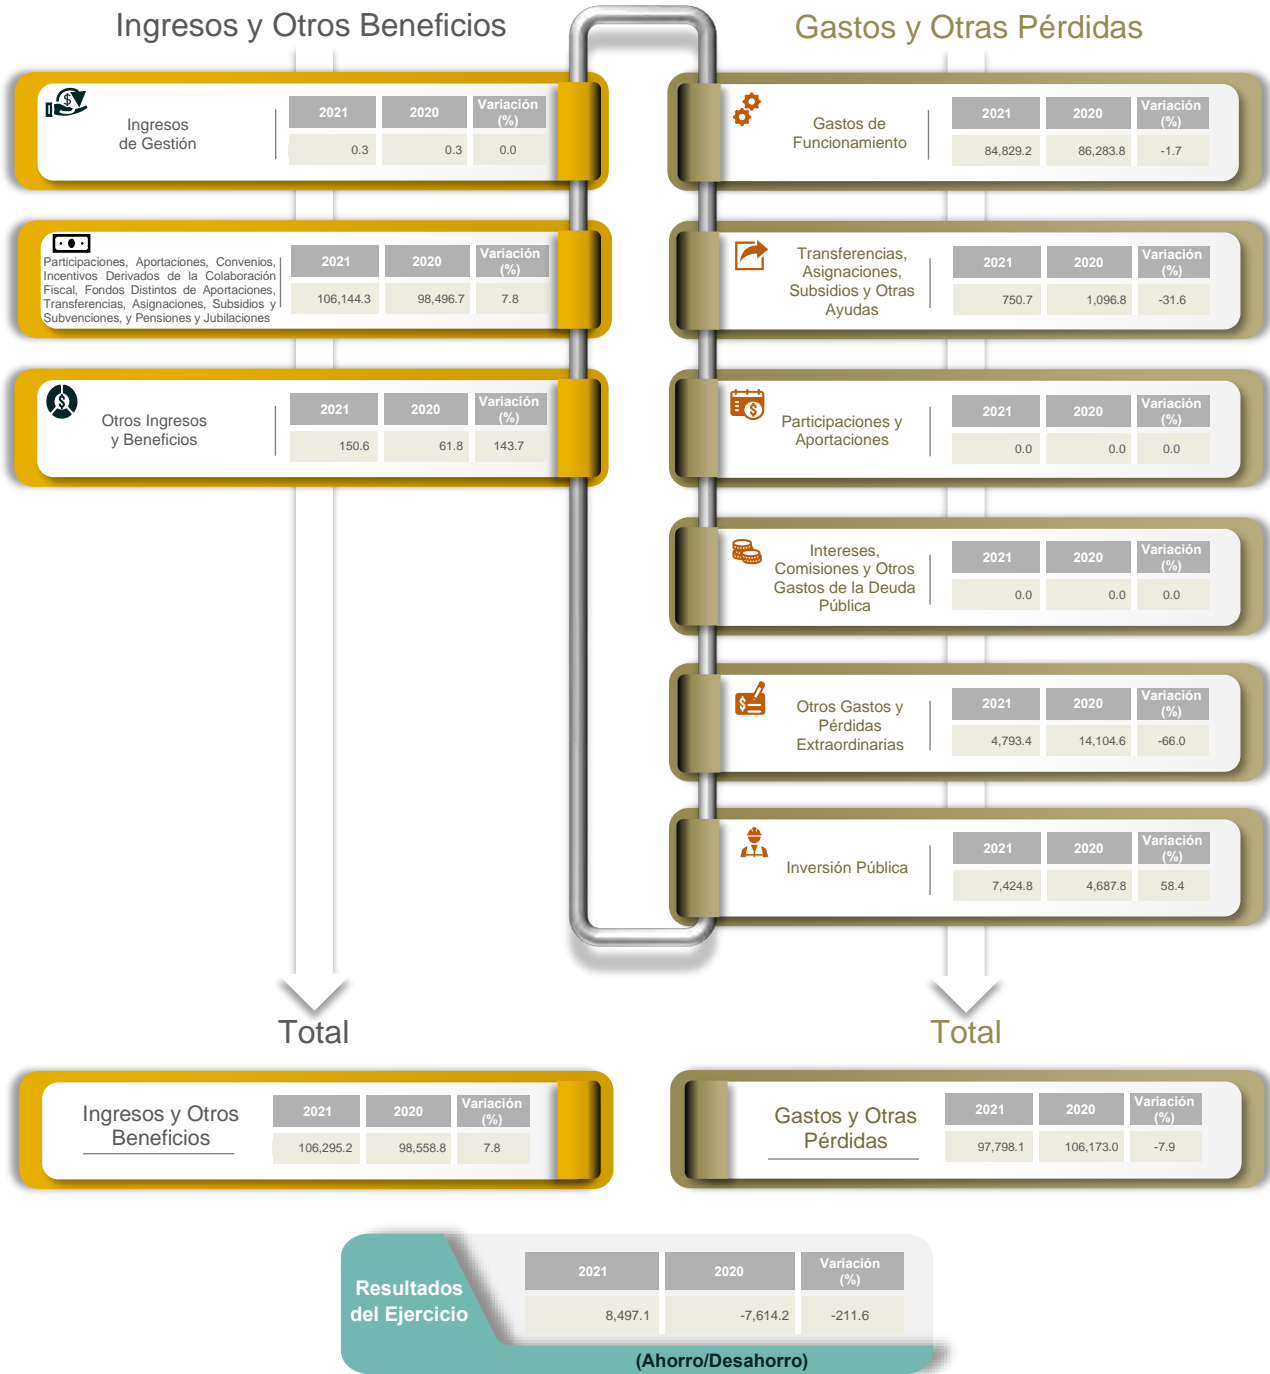 Ingresos y Otros Beneficios
Ingresos
de Gestión
2021 2020 Variación (%)
0.3 0.3 0.0
Participaciones, Aportaciones, Convenios,
Incentivos Derivados de la Colaboración
Fiscal, Fondos Distintos de Aportaciones,
Transferencias, Asignaciones, Subsidios y
Subvenciones, y Pensiones y Jubilaciones
2021 2020 Variación (%)
106,144.3 98,496.7 7.8
Otros Ingresos
y Beneficios
2021 2020 Variación (%)
150.6 61.8 143.7
Gastos y Otras Pérdidas
Gastos de
Funcionamiento
2021 2020 Variación (%)
84,829.2 86,283.8 -1.7
Transferencias,
Asignaciones,
Subsidios y Otras
Ayudas
2021 2020 Variación (%)
750.7 1,096.8 -31.6
Participaciones y
Aportaciones
2021 2020 Variación (%)
0.0 0.0 0.0
Intereses,
Comisiones y Otros
Gastos de la Deuda
Pública
2021 2020 Variación (%)
0.0 0.0 0.0
Otros Gastos y
Pérdidas
Extraordinarias
2021 2020 Variación (%)
4,793.4 14,104.6 -66.0
Inversión Pública
2021 2020 Variación (%)
7,424.8 4,687.8 58.4
Total
Ingresos y Otros
Beneficios
2021 2020 Variación (%)
106,295.2 98,558.8 7.8
Total
Gastos y Otras
Pérdidas
2021 2020 Variación (%)
97,798.1 106,173.0 -7.9
Resultados
del Ejercicio
2021 2020 Variación (%)
8,497.1 -7,614.2 -211.6
(Ahorro/Desahorro)